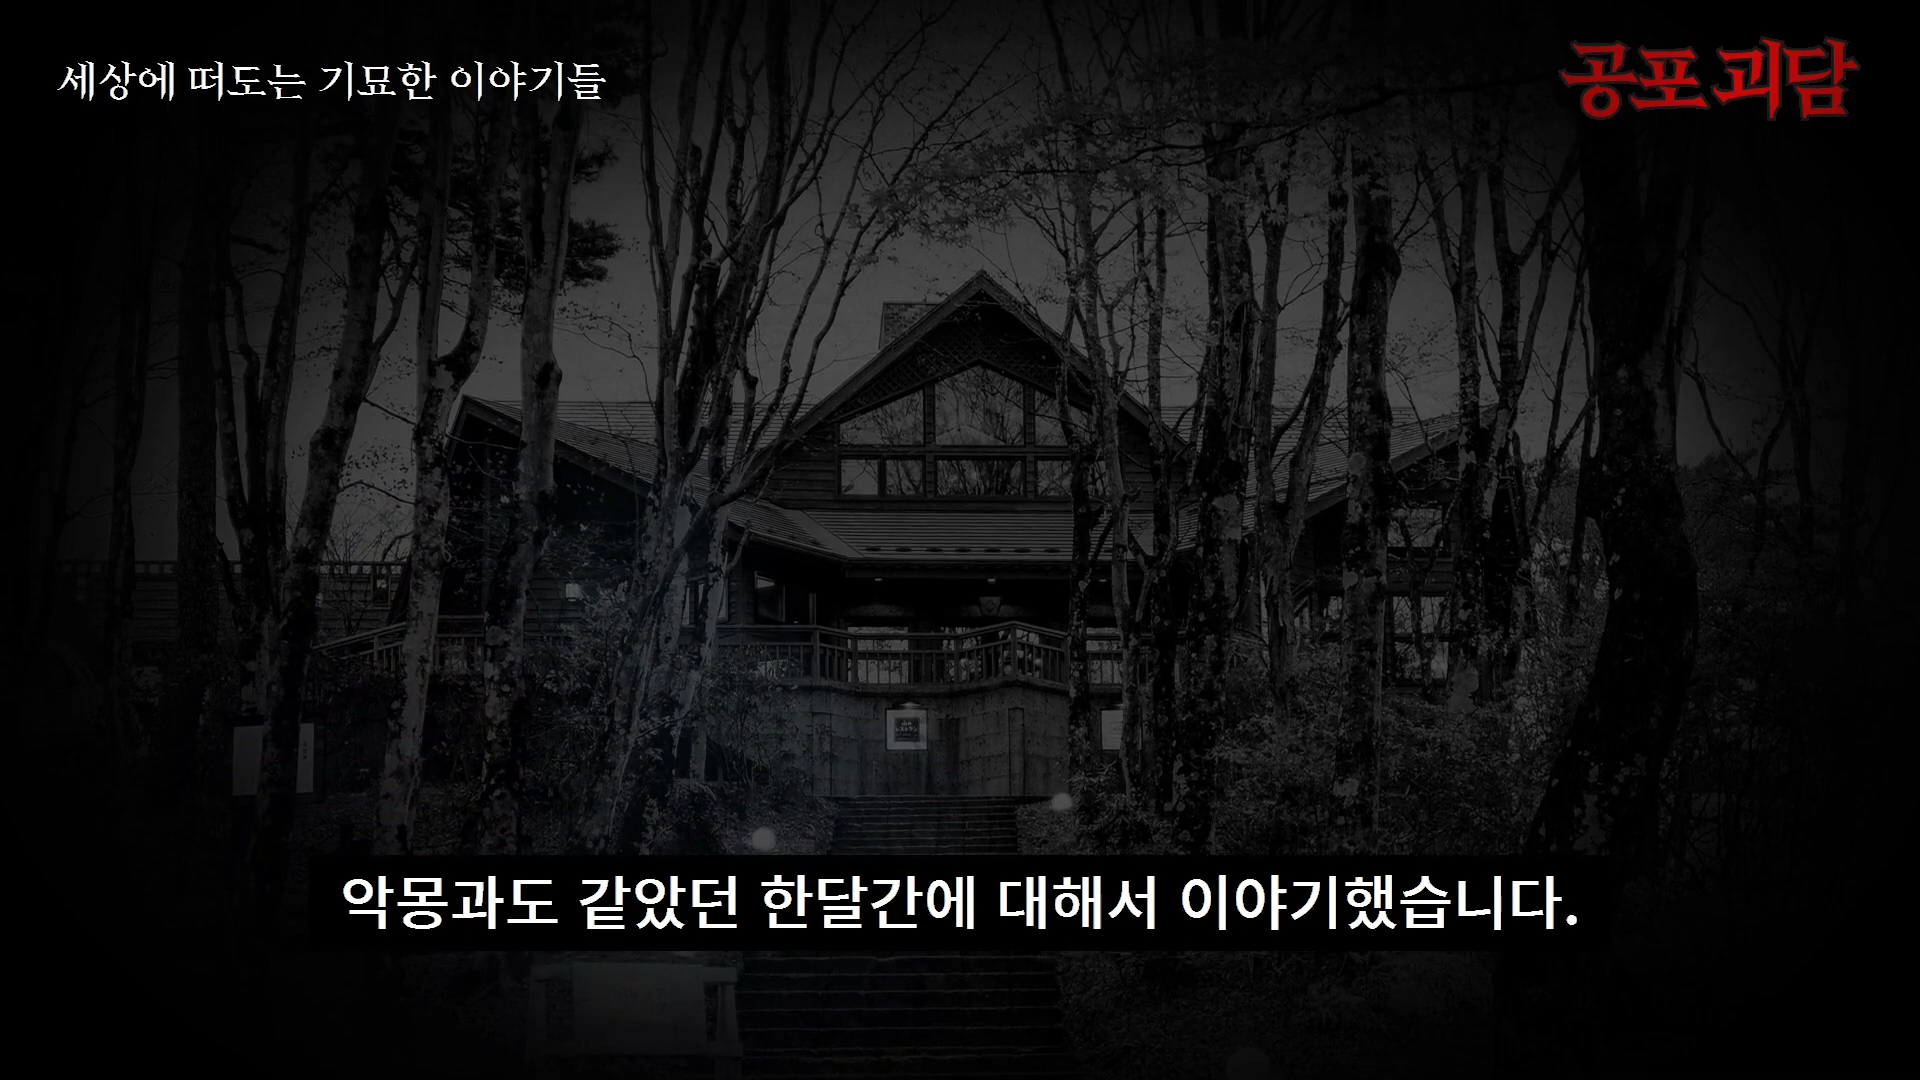 세상에 떠도는 기묘한 이야기들
공포 괴담
악몽과도 같았던 한달간에 대해서 이야기했습니다.